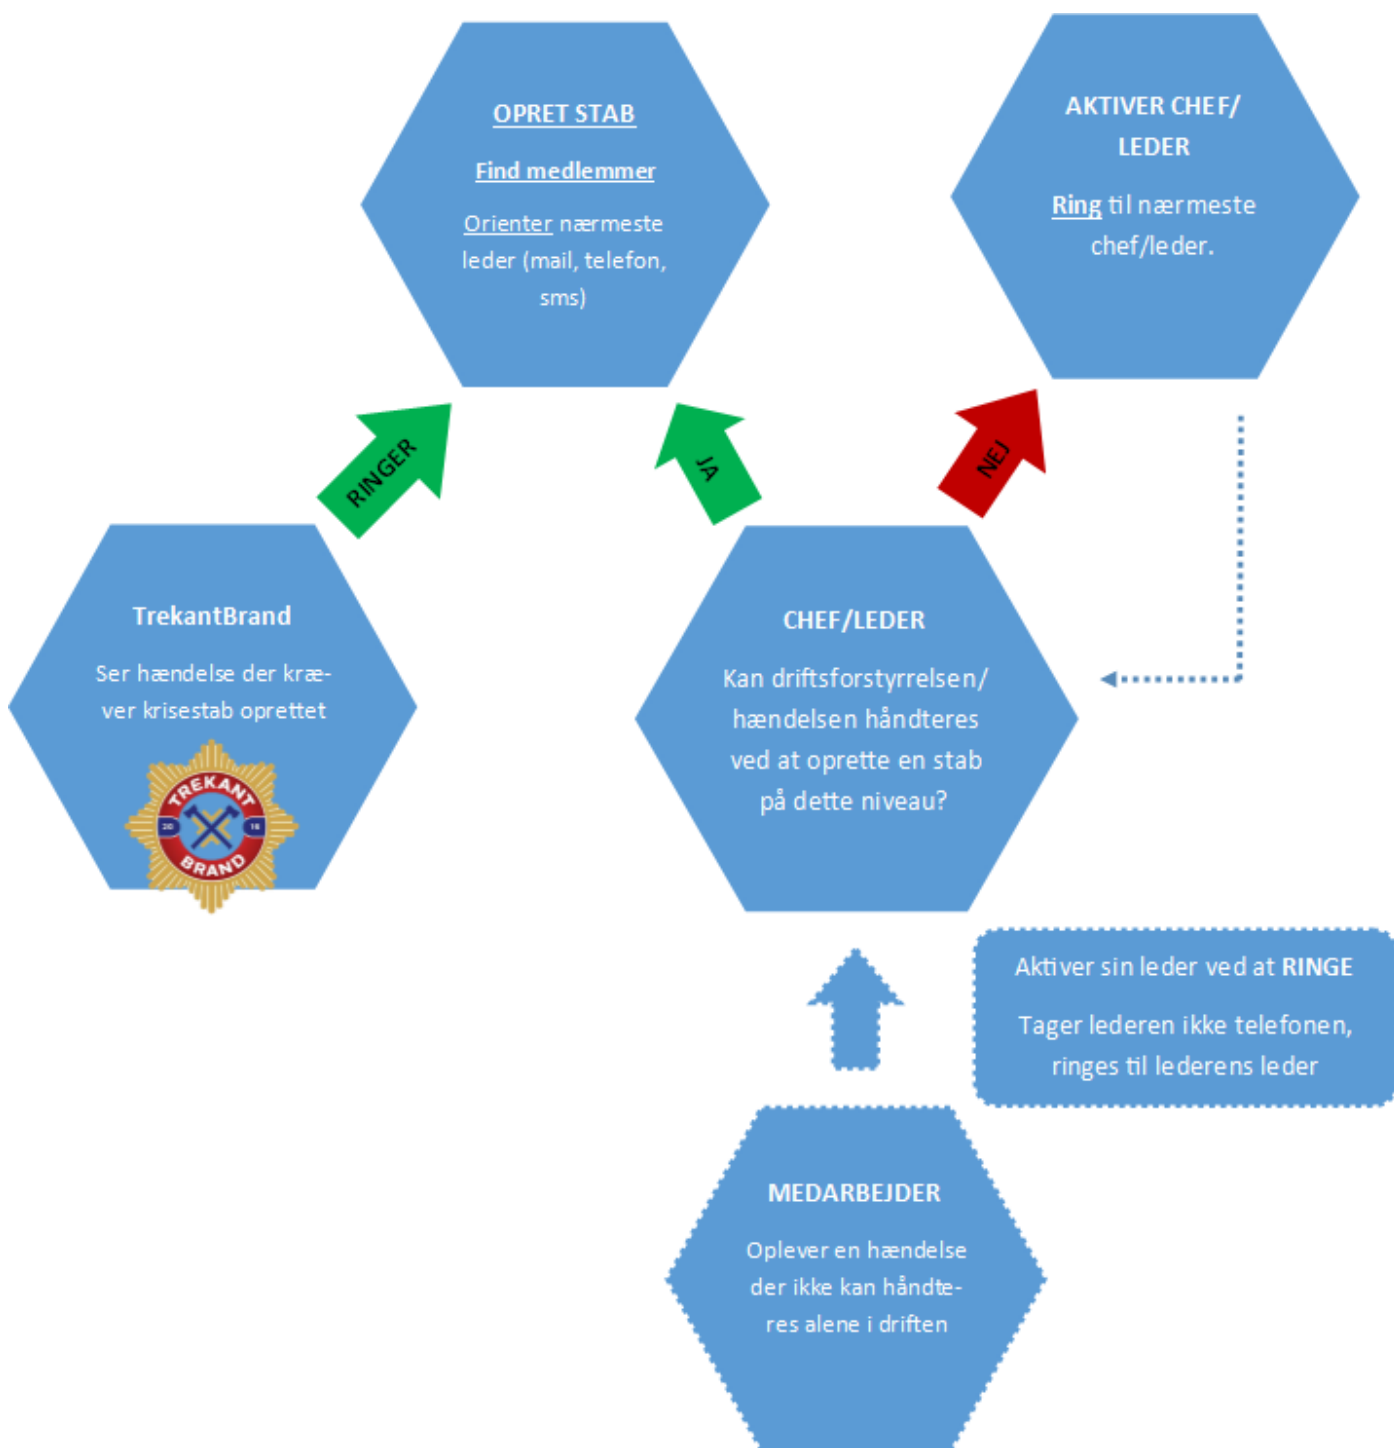 OPRET STAB
Find medlemmer
Orienter nærmeste
leder (mail, telefon,
sms)
AKTIVER CHEF/
LEDER
Ring til nærmeste
chef/leder.
RINGER
JA
NEJ
TrekantBrand
Ser hændelse der kræ-
ver krisestab oprettet
TREKANT
20 16
BRAND
CHEF/LEDER
Kan driftsforstyrrelsen/
hændelsen håndteres
ved at oprette en stab
på dette niveau?
Aktiver sin leder ved at RINGE
Tager lederen ikke telefonen,
ringes til lederens leder
MEDARBEJDER
Oplever en hændelse
der ikke kan håndte-
res alene i driften